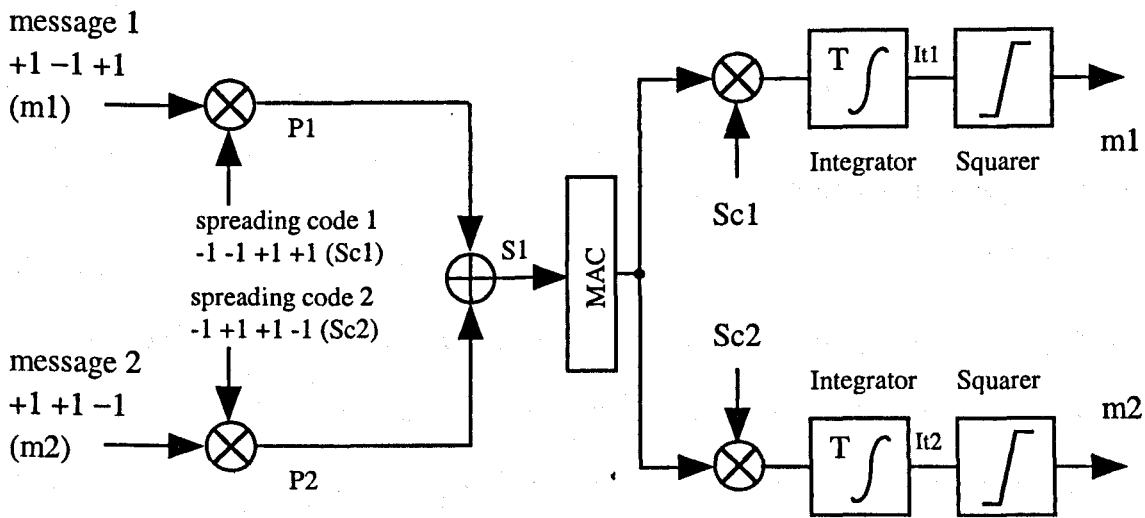 message 1
+1 −1 +1
(m1)
P1
spreading code 1
-1 -1 +1 +1 (Sc1)
spreading code 2
-1 +1 +1 -1 (Sc2)
message 2
+1 +1 −1
(m2)
P2
S1
MAC
T
It1
Integrator
Squarer
m1
Sc1
Sc2
Integrator
Squarer
T
It2
m2